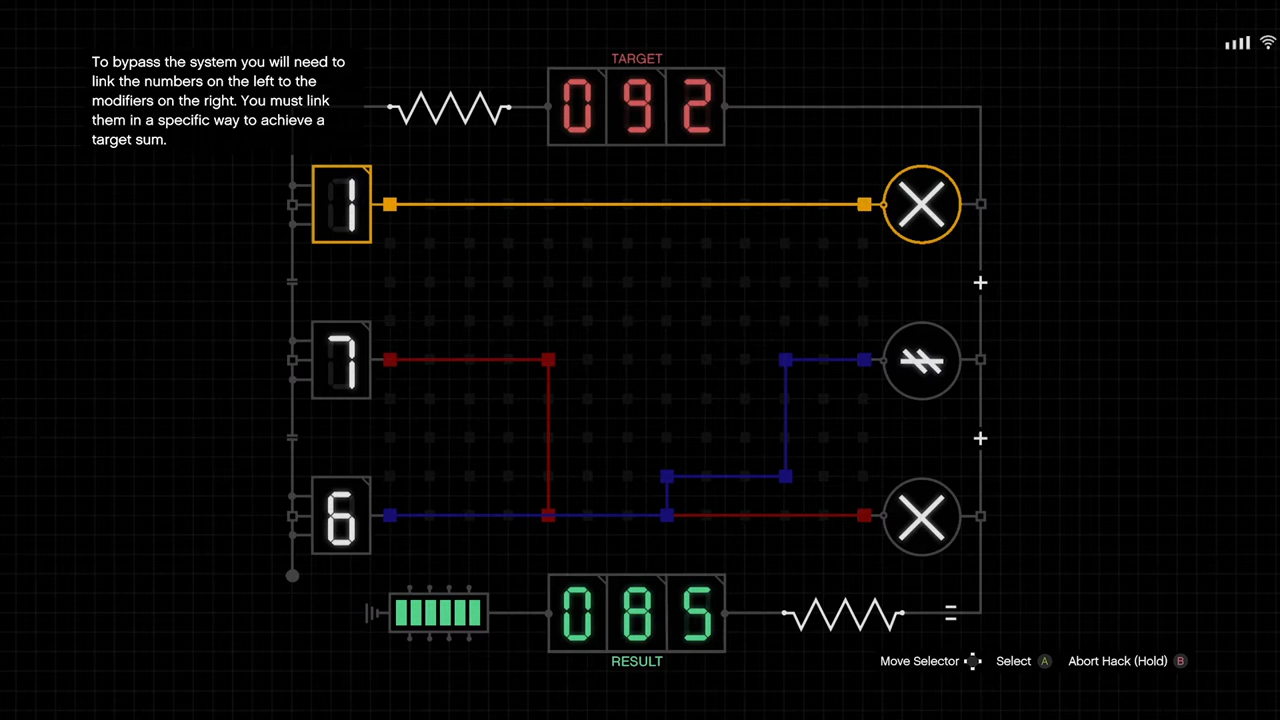 To bypass the system you will need to
link the numbers on the left to the
modifiers on the right. You must link
them in a specific way to achieve a
target sum.
TARGET
092
1
+
7
+
6
085
=
RESULT
Move Selector
Select A
Abort Hack (Hold) B